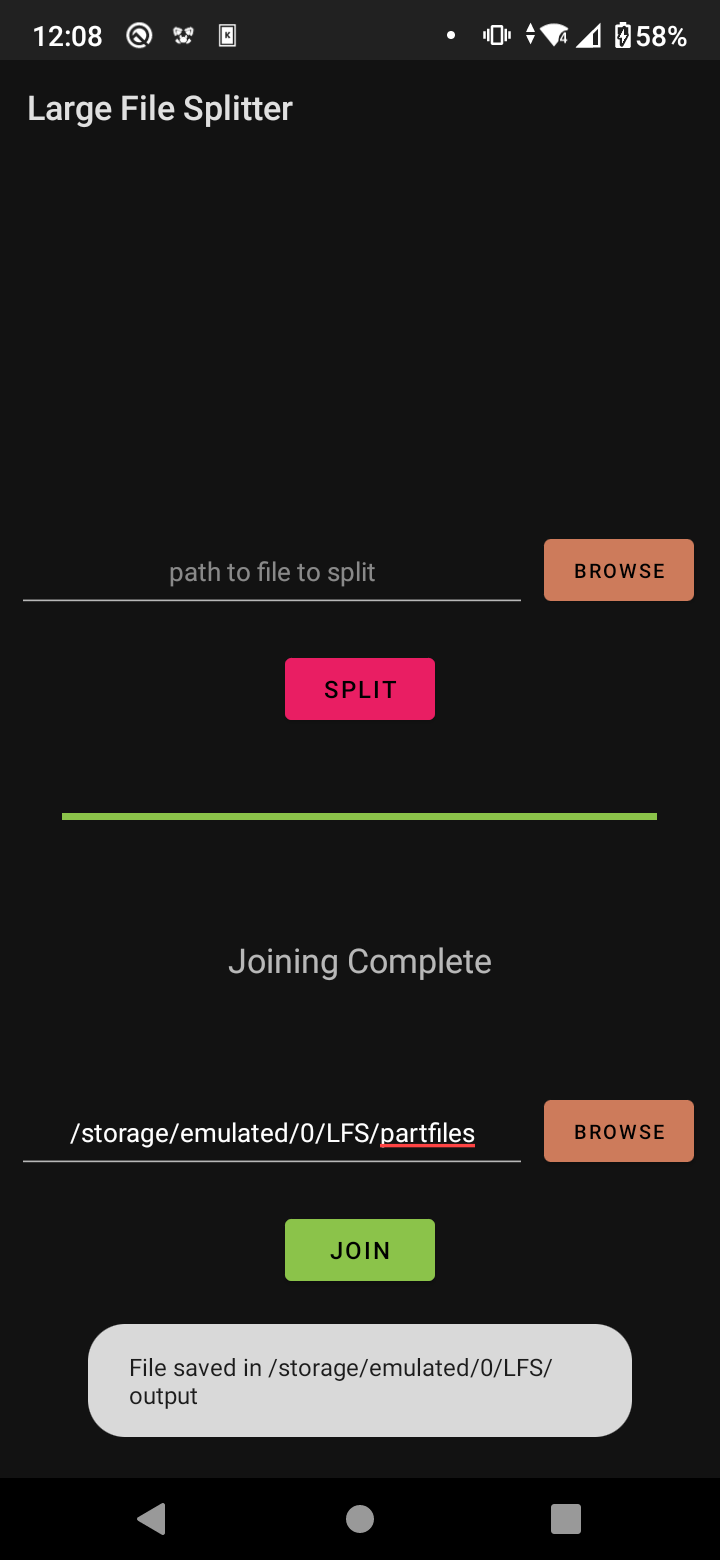 12:08
K
4
58%
Large File Splitter
path to file to split
BROWSE
SPLIT
Joining Complete
/storage/emulated/0/LFS/partfiles
BROWSE
JOIN
File saved in /storage/emulated/0/LFS/
output